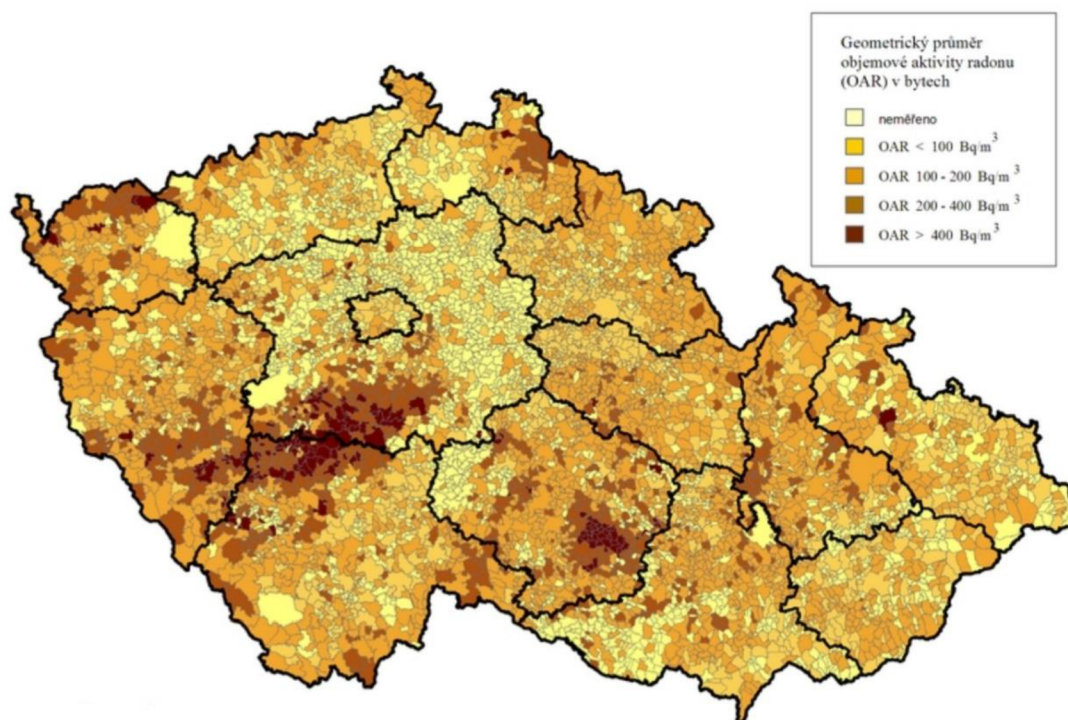 Geometrický průměr
objemové aktivity radonu
(OAR) v bytech
neměřeno
OAR < 100 Bq/m³
OAR 100 - 200 Bq/m³
OAR 200 - 400 Bq/m³
OAR > 400 Bq/m³